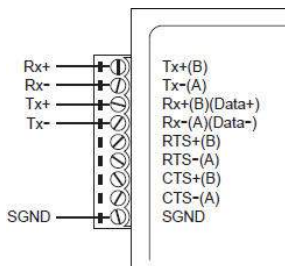 Rx+ Tx+(B)
Rx- Tx-(A)
Tx+ Rx+(B)(Data+)
Tx- Rx-(A)(Data-)
RTS+(B)
RTS-(A)
CTS+(B)
CTS-(A)
SGND SGND